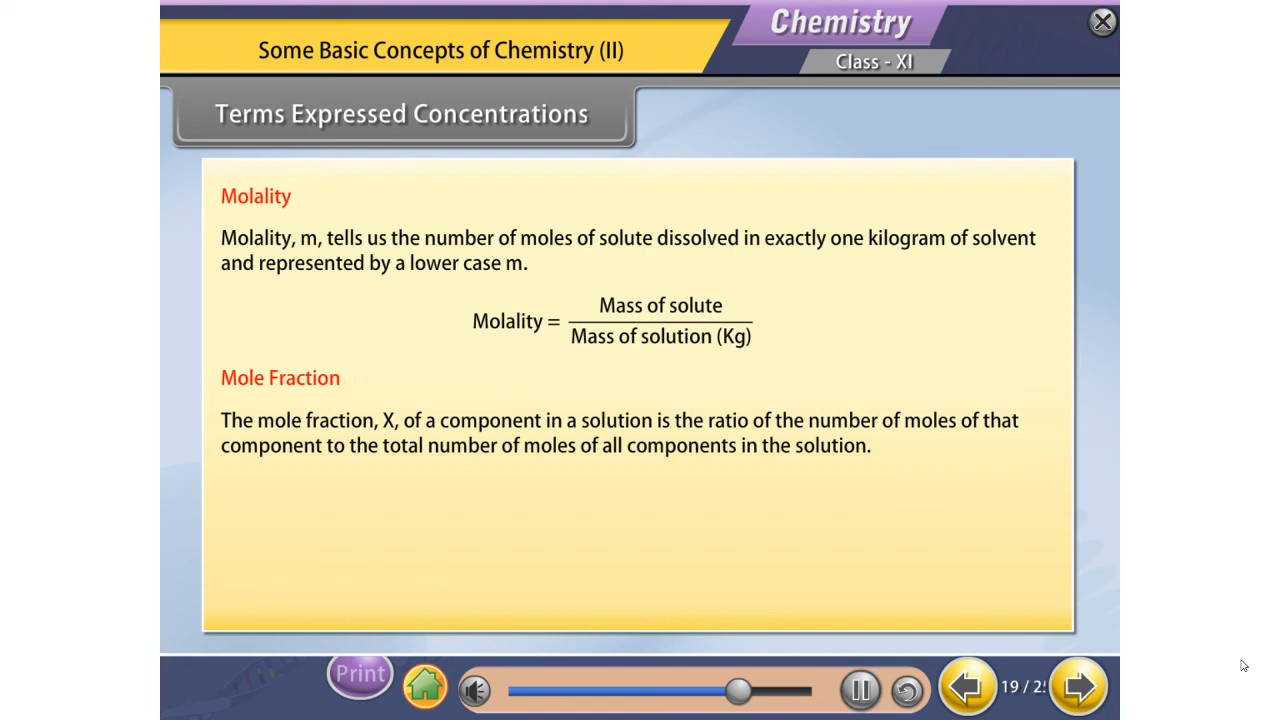 Chemistry
Some Basic Concepts of Chemistry (II)
Class - XI
Terms Expressed Concentrations
Molality
Molality, m, tells us the number of moles of solute dissolved in exactly one kilogram of solvent
and represented by a lower case m.
Mass of solute
Molality =
Mass of solution (Kg)
Mole Fraction
The mole fraction, X, of a component in a solution is the ratio of the number of moles of that
component to the total number of moles of all components in the solution.
Print
19 /